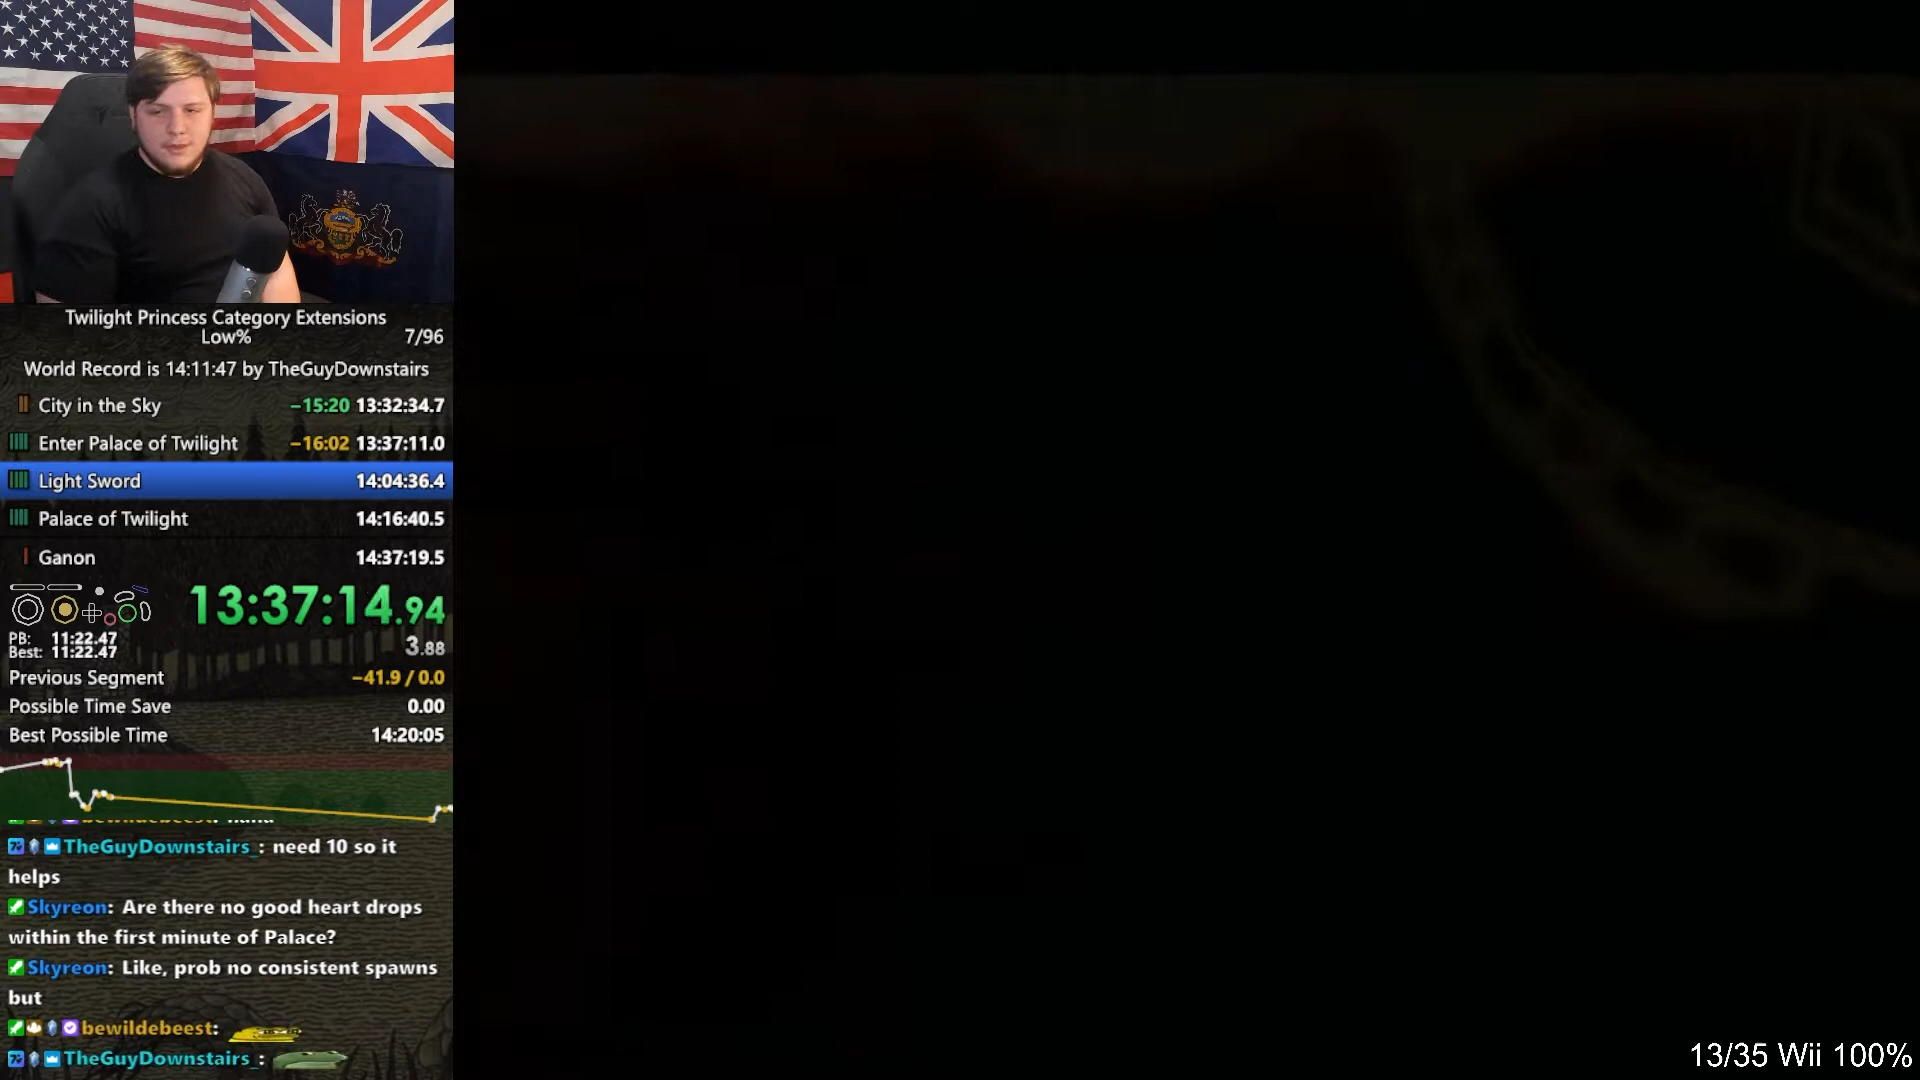 Twilight Princess Category Extensions
Low% 7/96
World Record is 14:11:47 by TheGuyDownstairs
City in the Sky −15:20 13:32:34.7
Enter Palace of Twilight −16:02 13:37:11.0
Light Sword 14:04:36.4
Palace of Twilight 14:16:40.5
Ganon 14:37:19.5
13:37:14.94
PB: 11:22.47
Best: 11:22.47
3.88
Previous Segment −41.9 / 0.0
Possible Time Save 0.00
Best Possible Time 14:20:05
TheGuyDownstairs_: need 10 so it
helps
Skyreon: Are there no good heart drops
within the first minute of Palace?
Skyreon: Like, prob no consistent spawns
but
bewildebeest:
TheGuyDownstairs_:
13/35 Wii 100%